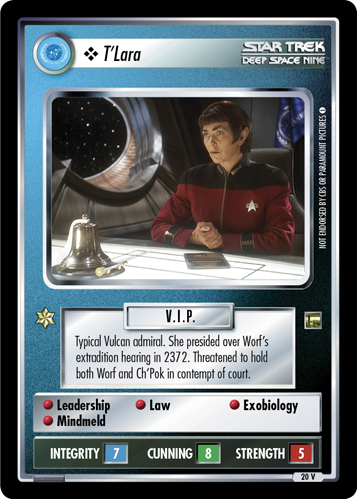 ❖ T'Lara
STAR TREK
DEEP SPACE NINE
NOT ENDORSED BY CBS OR PARAMOUNT PICTURES
V.I.P.
Typical Vulcan admiral. She presided over Worf's
extradition hearing in 2372. Threatened to hold
both Worf and Ch'Pok in contempt of court.
Leadership Law Exobiology
Mindmeld
INTEGRITY 7 CUNNING 8 STRENGTH 5
20 V